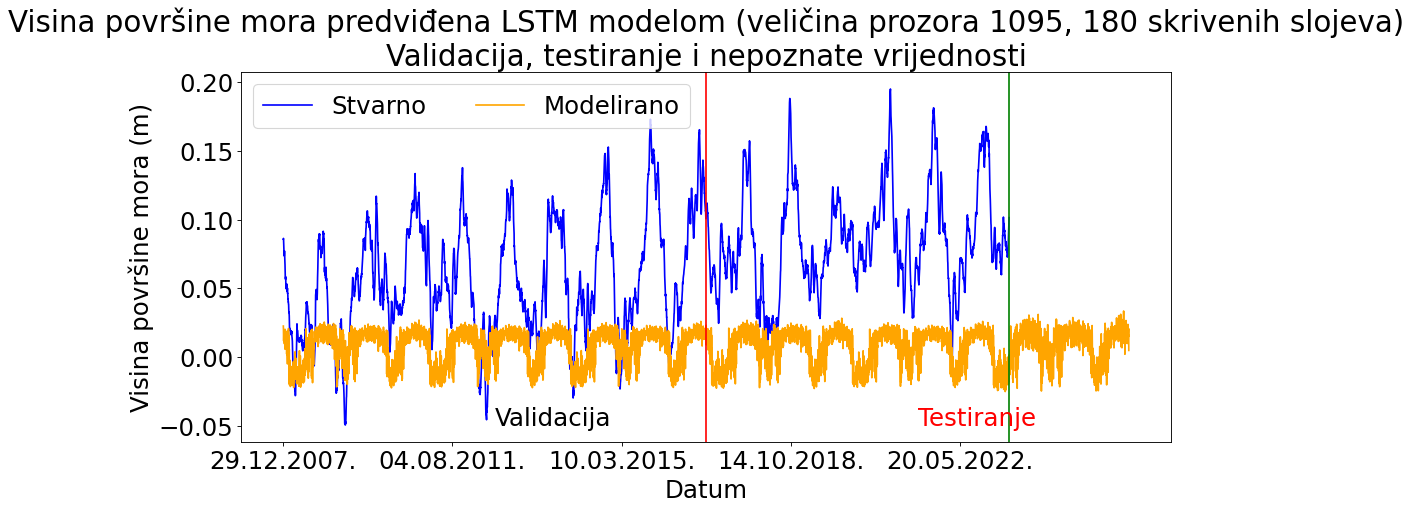 Visina površine mora predviđena LSTM modelom (veličina prozora 1095, 180 skrivenih slojeva)
Validacija, testiranje i nepoznate vrijednosti
Stvarno
Modelirano
Visina površine mora (m)
0.20
0.15
0.10
0.05
0.00
−0.05
Validacija
Testiranje
29.12.2007.
04.08.2011.
10.03.2015.
14.10.2018.
20.05.2022.
Datum